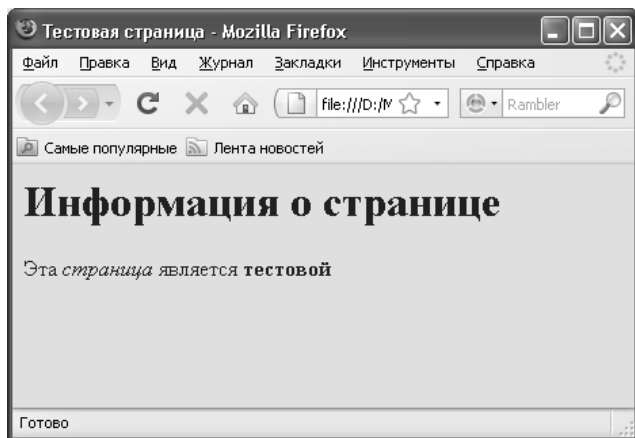 Тестовая страница - Mozilla Firefox
Файл Правка Вид Журнал Закладки Инструменты Справка
file:///D:/М Rambler
Самые популярные Лента новостей
Информация о странице
Эта страница является тестовой
Готово